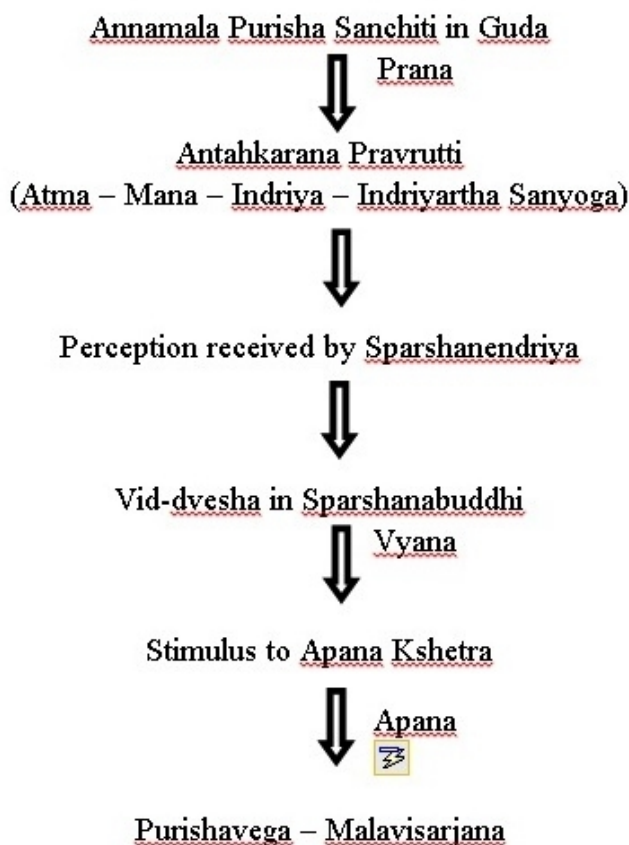 Annamala Purisha Sanchiti in Guda
Prana
Antahkarana Pravrutti
(Atma – Mana – Indriya – Indriyartha Sanyoga)
Perception received by Sparshanendriya
Vid-dvesha in Sparshanabuddhi
Vyana
Stimulus to Apana Kshetra
Apana
Purishavega – Malavisarjana